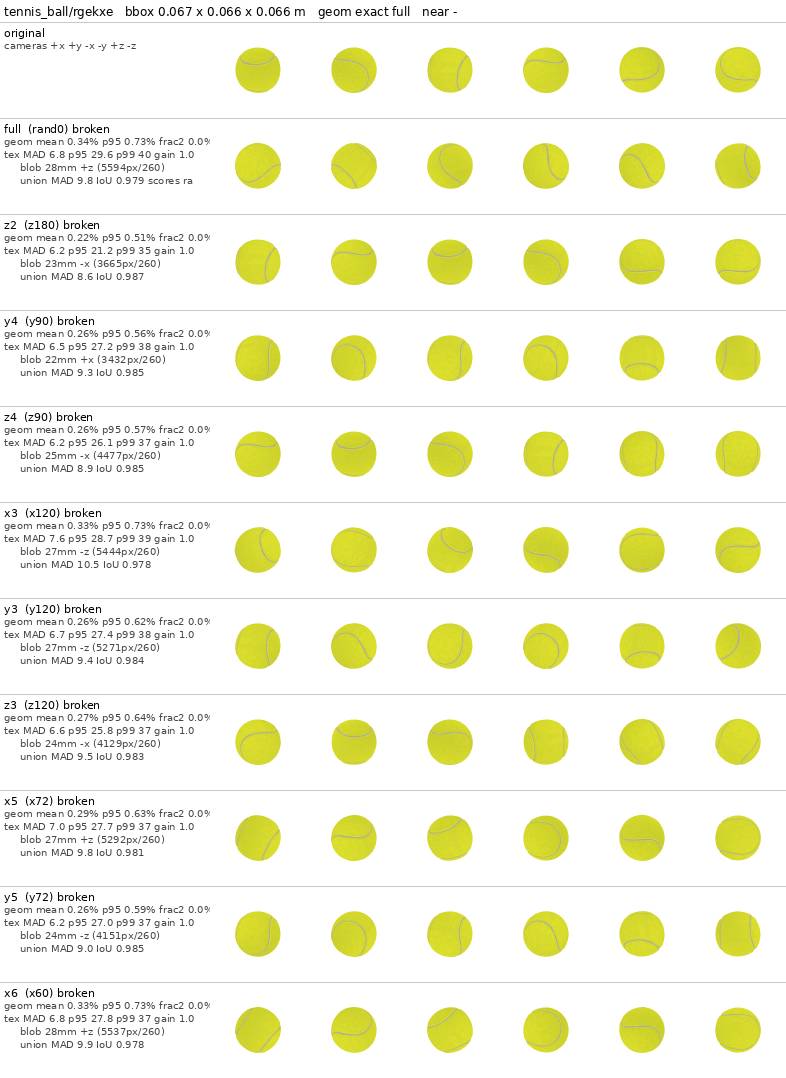 tennis_ball/rgekxe   bbox 0.067 x 0.066 x 0.066 m   geom exact full   near -
original
cameras +x +y -x -y +z -z
full  (rand0) broken
geom mean 0.34% p95 0.73% frac2 0.0%
tex MAD 6.8 p95 29.6 p99 40 gain 1.0
blob 28mm +z (5594px/260)
union MAD 9.8 IoU 0.979 scores ra
z2  (z180) broken
geom mean 0.22% p95 0.51% frac2 0.0%
tex MAD 6.2 p95 21.2 p99 35 gain 1.0
blob 23mm -x (3665px/260)
union MAD 8.6 IoU 0.987
y4  (y90) broken
geom mean 0.26% p95 0.56% frac2 0.0%
tex MAD 6.5 p95 27.2 p99 38 gain 1.0
blob 22mm +x (3432px/260)
union MAD 9.3 IoU 0.985
z4  (z90) broken
geom mean 0.26% p95 0.57% frac2 0.0%
tex MAD 6.2 p95 26.1 p99 37 gain 1.0
blob 25mm -x (4477px/260)
union MAD 8.9 IoU 0.985
x3  (x120) broken
geom mean 0.33% p95 0.73% frac2 0.0%
tex MAD 7.6 p95 28.7 p99 39 gain 1.0
blob 27mm -z (5444px/260)
union MAD 10.5 IoU 0.978
y3  (y120) broken
geom mean 0.26% p95 0.62% frac2 0.0%
tex MAD 6.7 p95 27.4 p99 38 gain 1.0
blob 27mm -z (5271px/260)
union MAD 9.4 IoU 0.984
z3  (z120) broken
geom mean 0.27% p95 0.64% frac2 0.0%
tex MAD 6.6 p95 25.8 p99 37 gain 1.0
blob 24mm -x (4129px/260)
union MAD 9.5 IoU 0.983
x5  (x72) broken
geom mean 0.29% p95 0.63% frac2 0.0%
tex MAD 7.0 p95 27.7 p99 37 gain 1.0
blob 27mm +z (5292px/260)
union MAD 9.8 IoU 0.981
y5  (y72) broken
geom mean 0.26% p95 0.59% frac2 0.0%
tex MAD 6.2 p95 27.0 p99 37 gain 1.0
blob 24mm -z (4151px/260)
union MAD 9.0 IoU 0.985
x6  (x60) broken
geom mean 0.33% p95 0.73% frac2 0.0%
tex MAD 6.8 p95 27.8 p99 37 gain 1.0
blob 28mm +z (5537px/260)
union MAD 9.9 IoU 0.978